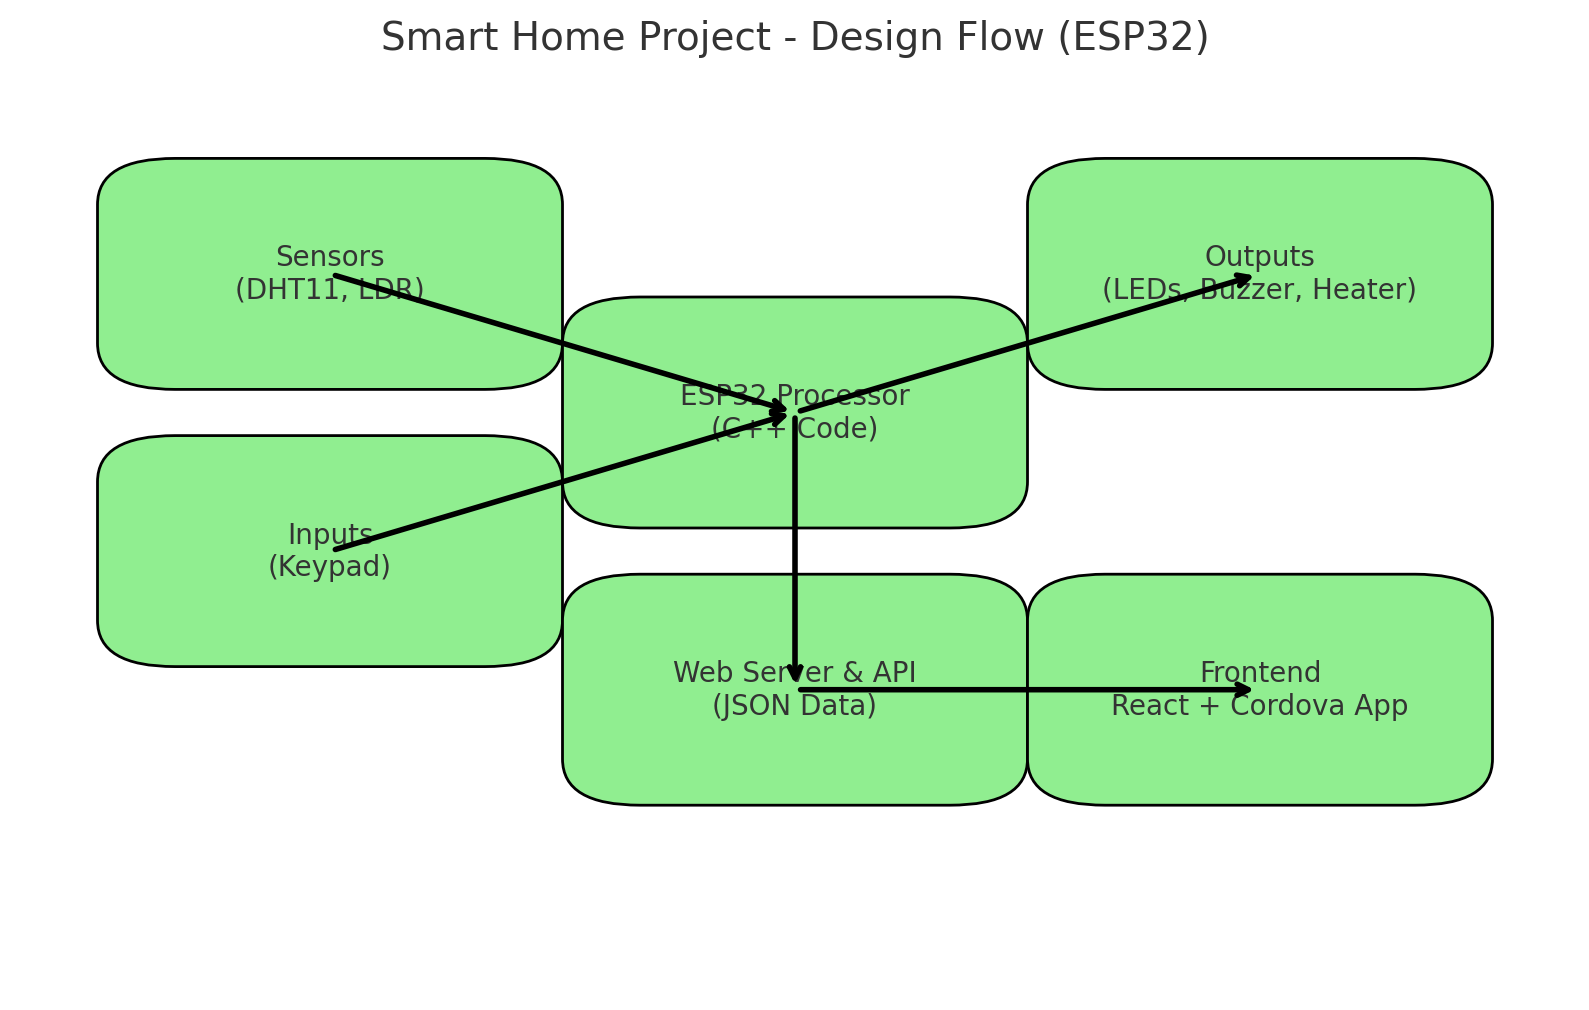 Smart Home Project - Design Flow (ESP32)
Sensors
(DHT11, LDR)
Outputs
(LEDs, Buzzer, Heater)
ESP32 Processor
(C++ Code)
Inputs
(Keypad)
Web Server & API
(JSON Data)
Frontend
React + Cordova App